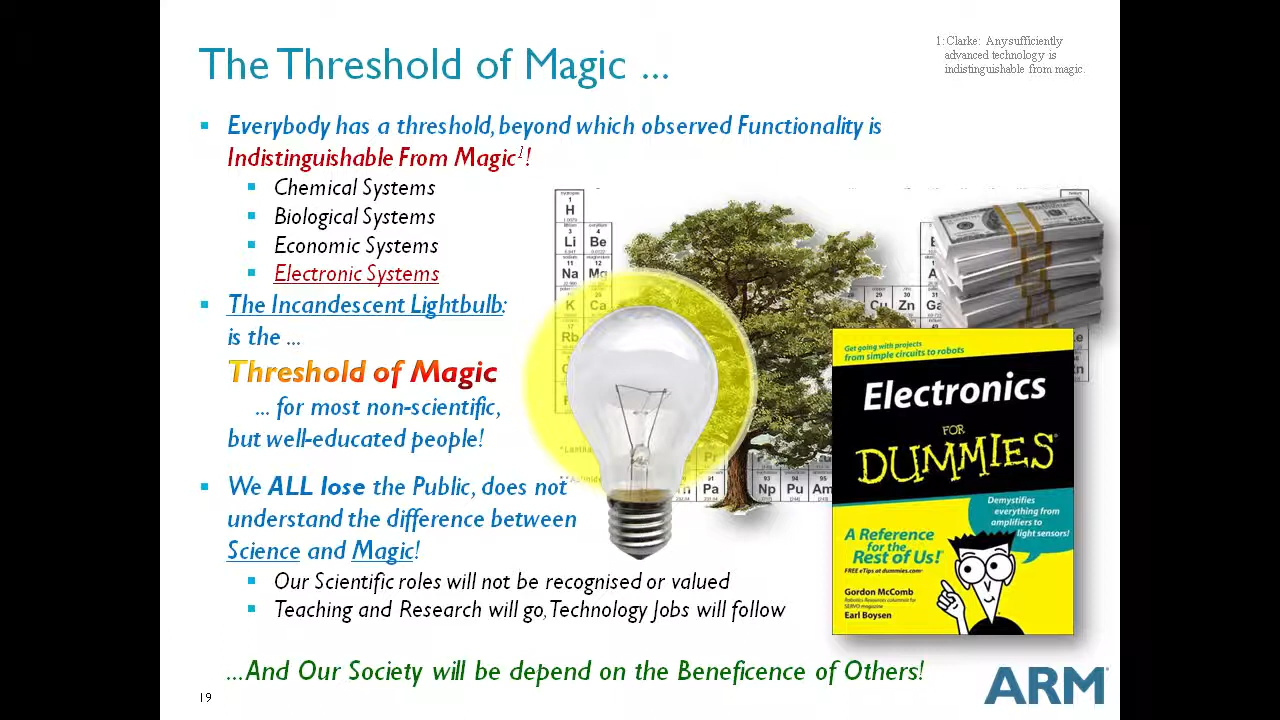 The Threshold of Magic ...
1: Clarke: Any sufficiently
advanced technology is
indistinguishable from magic.
Everybody has a threshold, beyond which observed Functionality is
Indistinguishable From Magic1!
Chemical Systems
Biological Systems
Economic Systems
Electronic Systems
The Incandescent Lightbulb:
is the ...
Threshold of Magic
... for most non-scientific,
but well-educated people!
We ALL lose the Public, does not
understand the difference between
Science and Magic!
Our Scientific roles will not be recognised or valued
Teaching and Research will go, Technology Jobs will follow
...And Our Society will be depend on the Beneficence of Others!
19
H
Li Be
Na Mg
K Ca
Rb
Cu Zn Ga
Pr
Pa
Np Pu Am
Get going with projects
from simple circuits to robots
Electronics
FOR
DUMMIES
Demystifies
everything from
amplifiers to
light sensors!
A Reference
for the
Rest of Us!
FREE eTips at dummies.com
Gordon McComb
Earl Boysen
ARM